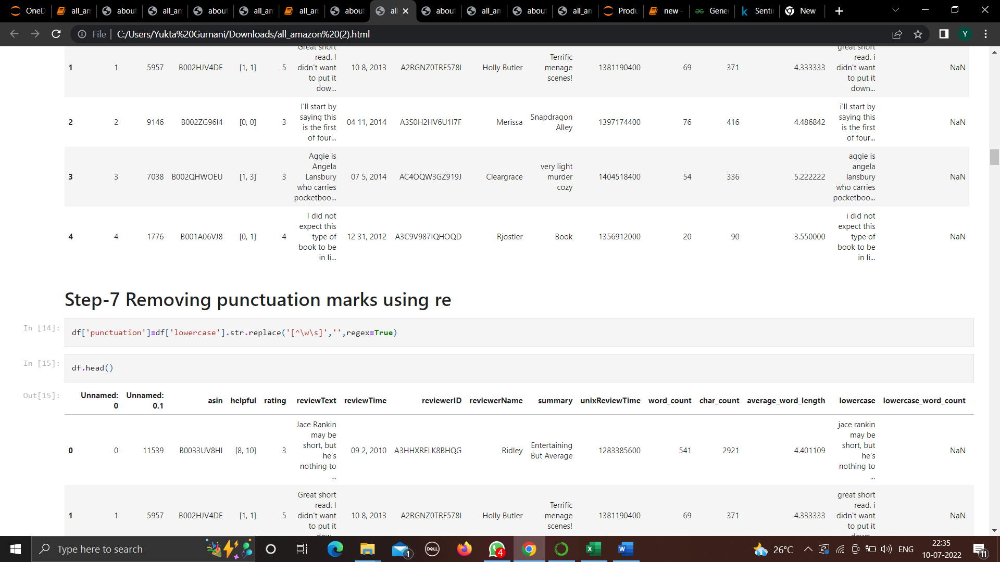 OneD all_am about all_am about all_am all_am about all about all_am about all_am Produ new - Gene Senti New
File C:/Users/Yukta%20Gurnani/Downloads/all_amazon%20(2).html Y
Great short read. I didn't want to put it dow... great short read. i didn't want to put it down...
1 1 5957 B002HJV4DE [1, 1] 5 10 8, 2013 A2RGNZ0TRF578I Holly Butler Terrific menage scenes! 1381190400 69 371 4.333333 NaN
2 2 9146 B002ZG96I4 [0, 0] 3 I'll start by saying this is the first of four... 04 11, 2014 A3S0H2HV6U1I7F Merissa Snapdragon Alley 1397174400 76 416 4.486842 i'll start by saying this is the first of four... NaN
3 3 7038 B002QHWOEU [1, 3] 3 Aggie is Angela Lansbury who carries pocketboo... 07 5, 2014 AC4OQW3GZ919J Cleargrace very light murder cozy 1404518400 54 336 5.222222 aggie is angela lansbury who carries pocketboo... NaN
4 4 1776 B001A06VJ8 [0, 1] 4 I did not expect this type of book to be in li... 12 31, 2012 A3C9V987IQHOQD Rjostler Book 1356912000 20 90 3.550000 i did not expect this type of book to be in li... NaN
Step-7 Removing punctuation marks using re
In [14]: df['punctuation']=df['lowercase'].str.replace('[^\w\s]','',regex=True)
In [15]: df.head()
Out[15]: Unnamed: 0 Unnamed: 0.1 asin helpful rating reviewText reviewTime reviewerID reviewerName summary unixReviewTime word_count char_count average_word_length lowercase lowercase_word_count
0 0 11539 B0033UV8HI [8, 10] 3 Jace Rankin may be short, but he's nothing to ... 09 2, 2010 A3HHXRELK8BHQG Ridley Entertaining But Average 1283385600 541 2921 4.401109 jace rankin may be short, but he's nothing to ... NaN
1 1 5957 B002HJV4DE [1, 1] 5 Great short read. I didn't want to put it dow... 10 8, 2013 A2RGNZ0TRF578I Holly Butler Terrific menage scenes! 1381190400 69 371 4.333333 great short read. i didn't want to put it down... NaN
Type here to search DELL 1 4 26°C ENG 22:35
10-07-2022 11